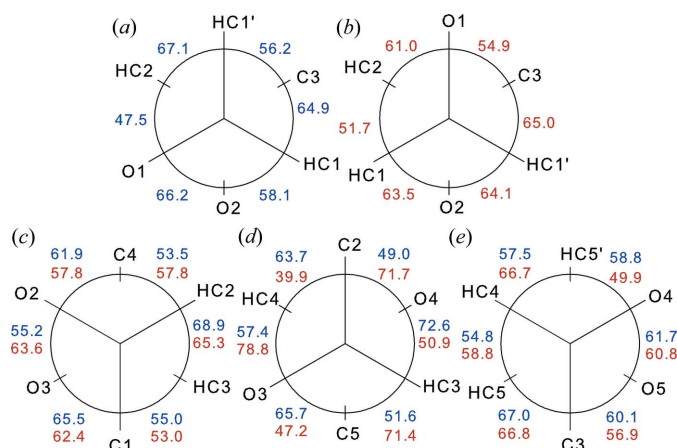 (a) HC1' (b) O1
67.1 56.2 61.0 54.9
HC2 C3 HC2 C3
47.5 64.9 51.7 65.0
O1 HC1 HC1 HC1'
66.2 58.1 63.5 64.1
O2 O2
(c) 61.9 C4 53.5 (d) 63.7 C2 49.0 (e) 57.5 HC5' 58.8
57.8 57.8 39.9 71.7 66.7 49.9
O2 HC2 HC4 O4 HC4 O4
55.2 68.9 57.4 72.6 54.8 61.7
63.6 65.3 78.8 50.9 58.8 60.8
O3 HC3 O3 HC3 HC5 O5
65.5 55.0 65.7 51.6 67.0 60.1
62.4 C1 53.0 47.2 C5 71.4 66.8 C3 56.9